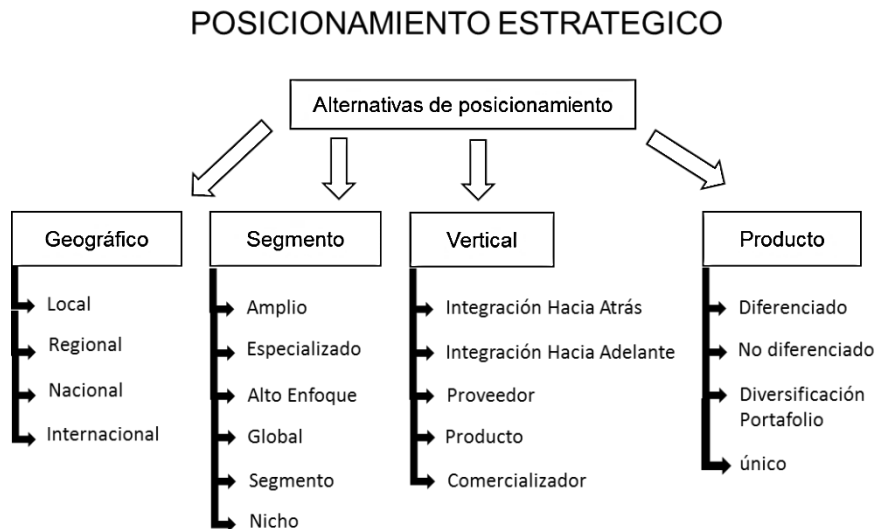 POSICIONAMIENTO ESTRATEGICO
Alternativas de posicionamiento
Geográfico
Local
Regional
Nacional
Internacional
Segmento
Amplio
Especializado
Alto Enfoque
Global
Segmento
Nicho
Vertical
Integración Hacia Atrás
Integración Hacia Adelante
Proveedor
Producto
Comercializador
Producto
Diferenciado
No diferenciado
Diversificación
Portafolio
único